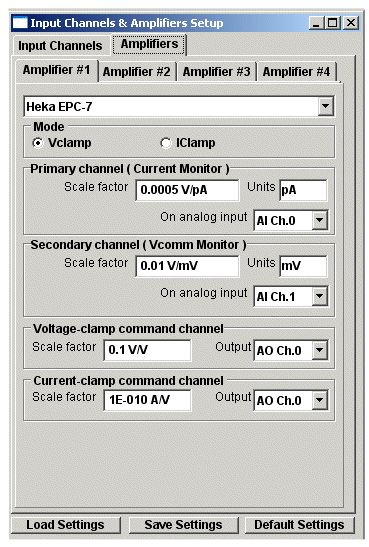 Input Channels & Amplifiers Setup
Input Channels Amplifiers
Amplifier #1 Amplifier #2 Amplifier #3 Amplifier #4
Heka EPC-7
Mode
Vclamp IClamp
Primary channel ( Current Monitor )
Scale factor 0.0005 V/pA Units pA
On analog input AI Ch.0
Secondary channel ( Vcomm Monitor )
Scale factor 0.01 V/mV Units mV
On analog input AI Ch.1
Voltage-clamp command channel
Scale factor 0.1 V/V Output AO Ch.0
Current-clamp command channel
Scale factor 1E-010 A/V Output AO Ch.0
Load Settings Save Settings Default Settings